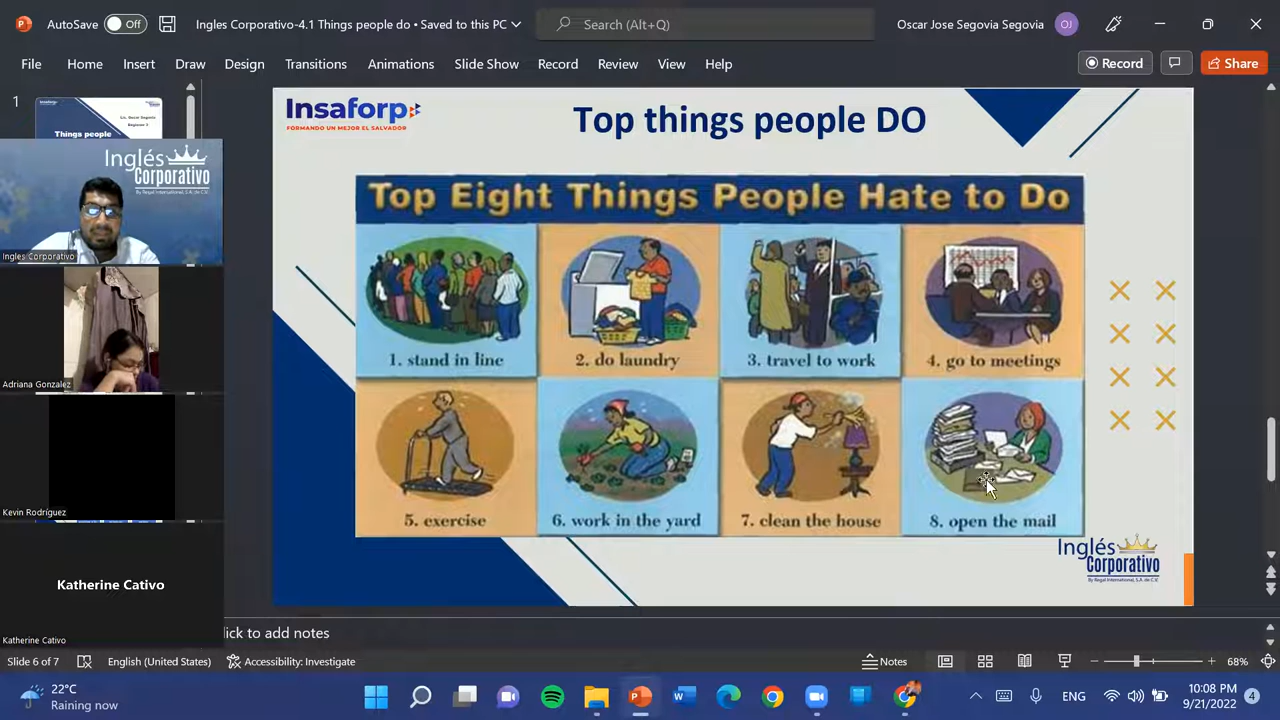 AutoSave Off Ingles Corporativo-4.1 Things people do • Saved to this PC Search (Alt+Q) Oscar Jose Segovia Segovia OJ
File Home Insert Draw Design Transitions Animations Slide Show Record Review View Help Record Share
1
Things people
Inglés
Corporativo
Ingles Corporativo
Adriana Gonzalez
Kevin Rodríguez
Katherine Cativo
Katherine Cativo
Insaforp
FORMANDO UN MEJOR EL SALVADOR
Top things people DO
Top Eight Things People Hate to Do
1. stand in line 2. do laundry 3. travel to work 4. go to meetings
5. exercise 6. work in the yard 7. clean the house 8. open the mail
Inglés
Corporativo
By Regal International, S.A. de C.V.
lick to add notes
Slide 6 of 7 English (United States) Accessibility: Investigate Notes 68%
22°C
Raining now
ENG
10:08 PM
9/21/2022
4